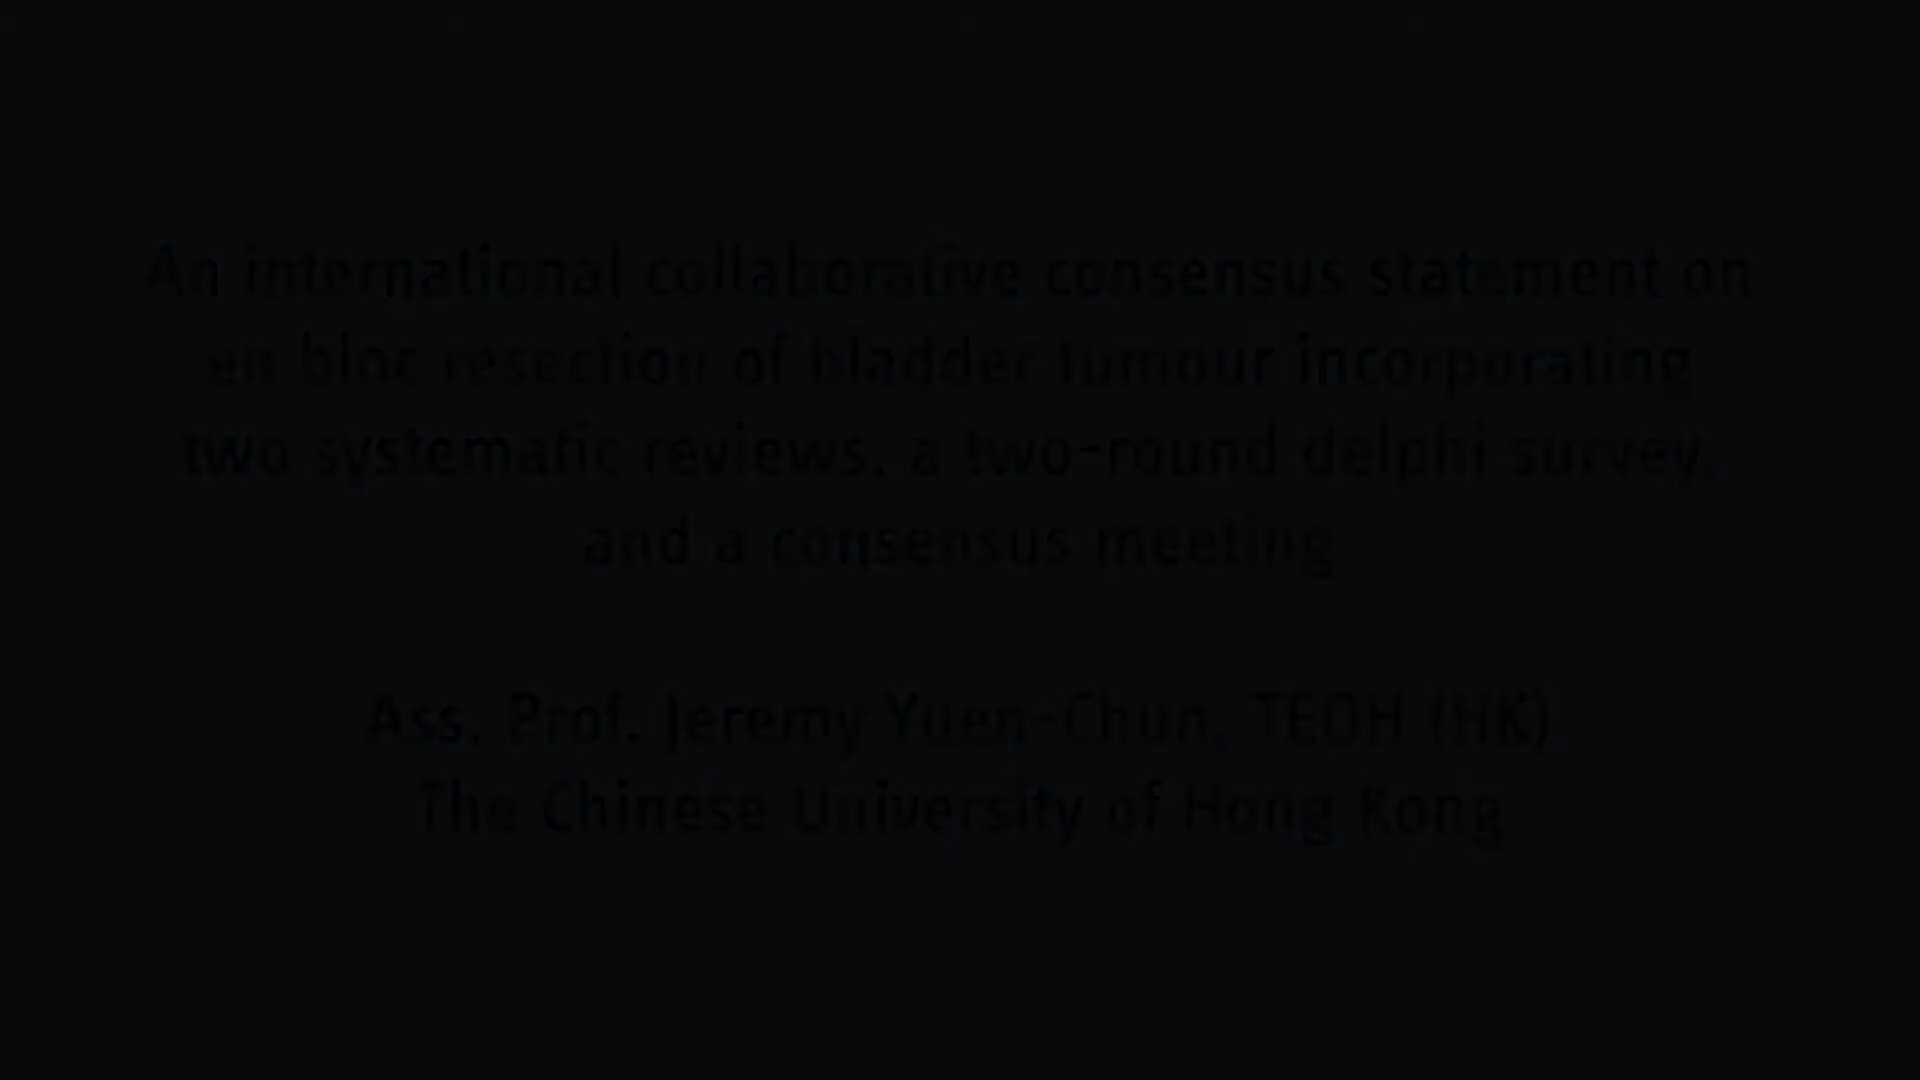 An international collaborative consensus statement on
en bloc resection of bladder tumour incorporating
two systematic reviews, a two-round delphi survey,
and a consensus meeting
Ass. Prof. Jeremy Yuen-Chun, TEOH (HK)
The Chinese University of Hong Kong